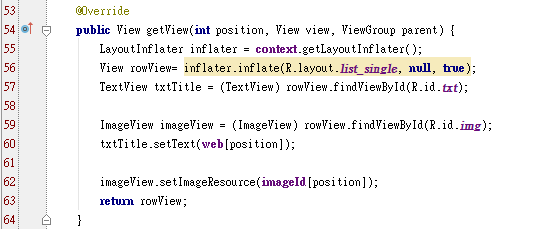 53 @Override
54 public View getView(int position, View view, ViewGroup parent) {
55 LayoutInflater inflater = context.getLayoutInflater();
56 View rowView= inflater.inflate(R.layout.list_single, null, true);
57 TextView txtTitle = (TextView) rowView.findViewById(R.id.txt);
58
59 ImageView imageView = (ImageView) rowView.findViewById(R.id.img);
60 txtTitle.setText(web[position]);
61
62 imageView.setImageResource(imageId[position]);
63 return rowView;
64 }